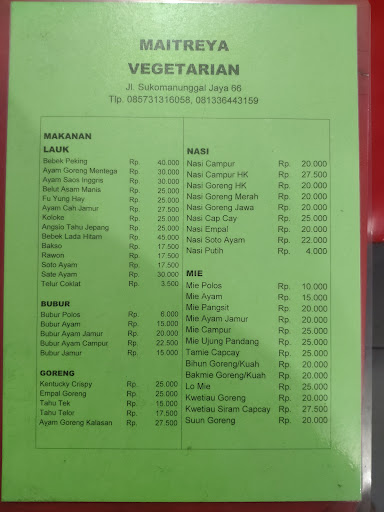 MAITREYA
VEGETARIAN
Jl. Sukomanunggal Jaya 66
Tlp. 085731316058, 081336443159
MAKANAN
LAUK
Bebek Peking Rp. 40.000
Ayam Goreng Mentega Rp. 30.000
Ayam Saos Inggris Rp. 30.000
Belut Asam Manis Rp. 25.000
Fu Yung Hay Rp. 25.000
Ayam Cah Jamur Rp. 27.500
Koloke Rp. 25.000
Angsio Tahu Jepang Rp. 25.000
Bebek Lada Hitam Rp. 45.000
Bakso Rp. 17.500
Rawon Rp. 17.500
Soto Ayam Rp. 17.500
Sate Ayam Rp. 30.000
Telur Coklat Rp. 3.500
BUBUR
Bubur Polos Rp. 6.000
Bubur Ayam Rp. 15.000
Bubur Ayam Jamur Rp. 20.000
Bubur Ayam Campur Rp. 22.500
Bubur Jamur Rp. 15.000
GORENG
Kentucky Crispy Rp. 25.000
Empal Goreng Rp. 25.000
Tahu Tek Rp. 15.000
Tahu Telor Rp. 17.500
Ayam Goreng Kalasan Rp. 27.500
NASI
Nasi Campur Rp. 20.000
Nasi Campur HK Rp. 27.500
Nasi Goreng HK Rp. 20.000
Nasi Goreng Merah Rp. 20.000
Nasi Goreng Jawa Rp. 20.000
Nasi Cap Cay Rp. 25.000
Nasi Empal Rp. 20.000
Nasi Soto Ayam Rp. 22.000
Nasi Putih Rp. 4.000
MIE
Mie Polos Rp. 10.000
Mie Ayam Rp. 15.000
Mie Pangsit Rp. 20.000
Mie Ayam Jamur Rp. 20.000
Mie Campur Rp. 25.000
Mie Ujung Pandang Rp. 25.000
Tamie Capcay Rp. 25.000
Bihun Goreng/Kuah Rp. 20.000
Bakmie Goreng/Kuah Rp. 20.000
Lo Mie Rp. 25.000
Kwetiau Goreng Rp. 20.000
Kwetiau Siram Capcay Rp. 27.500
Suun Goreng Rp. 20.000